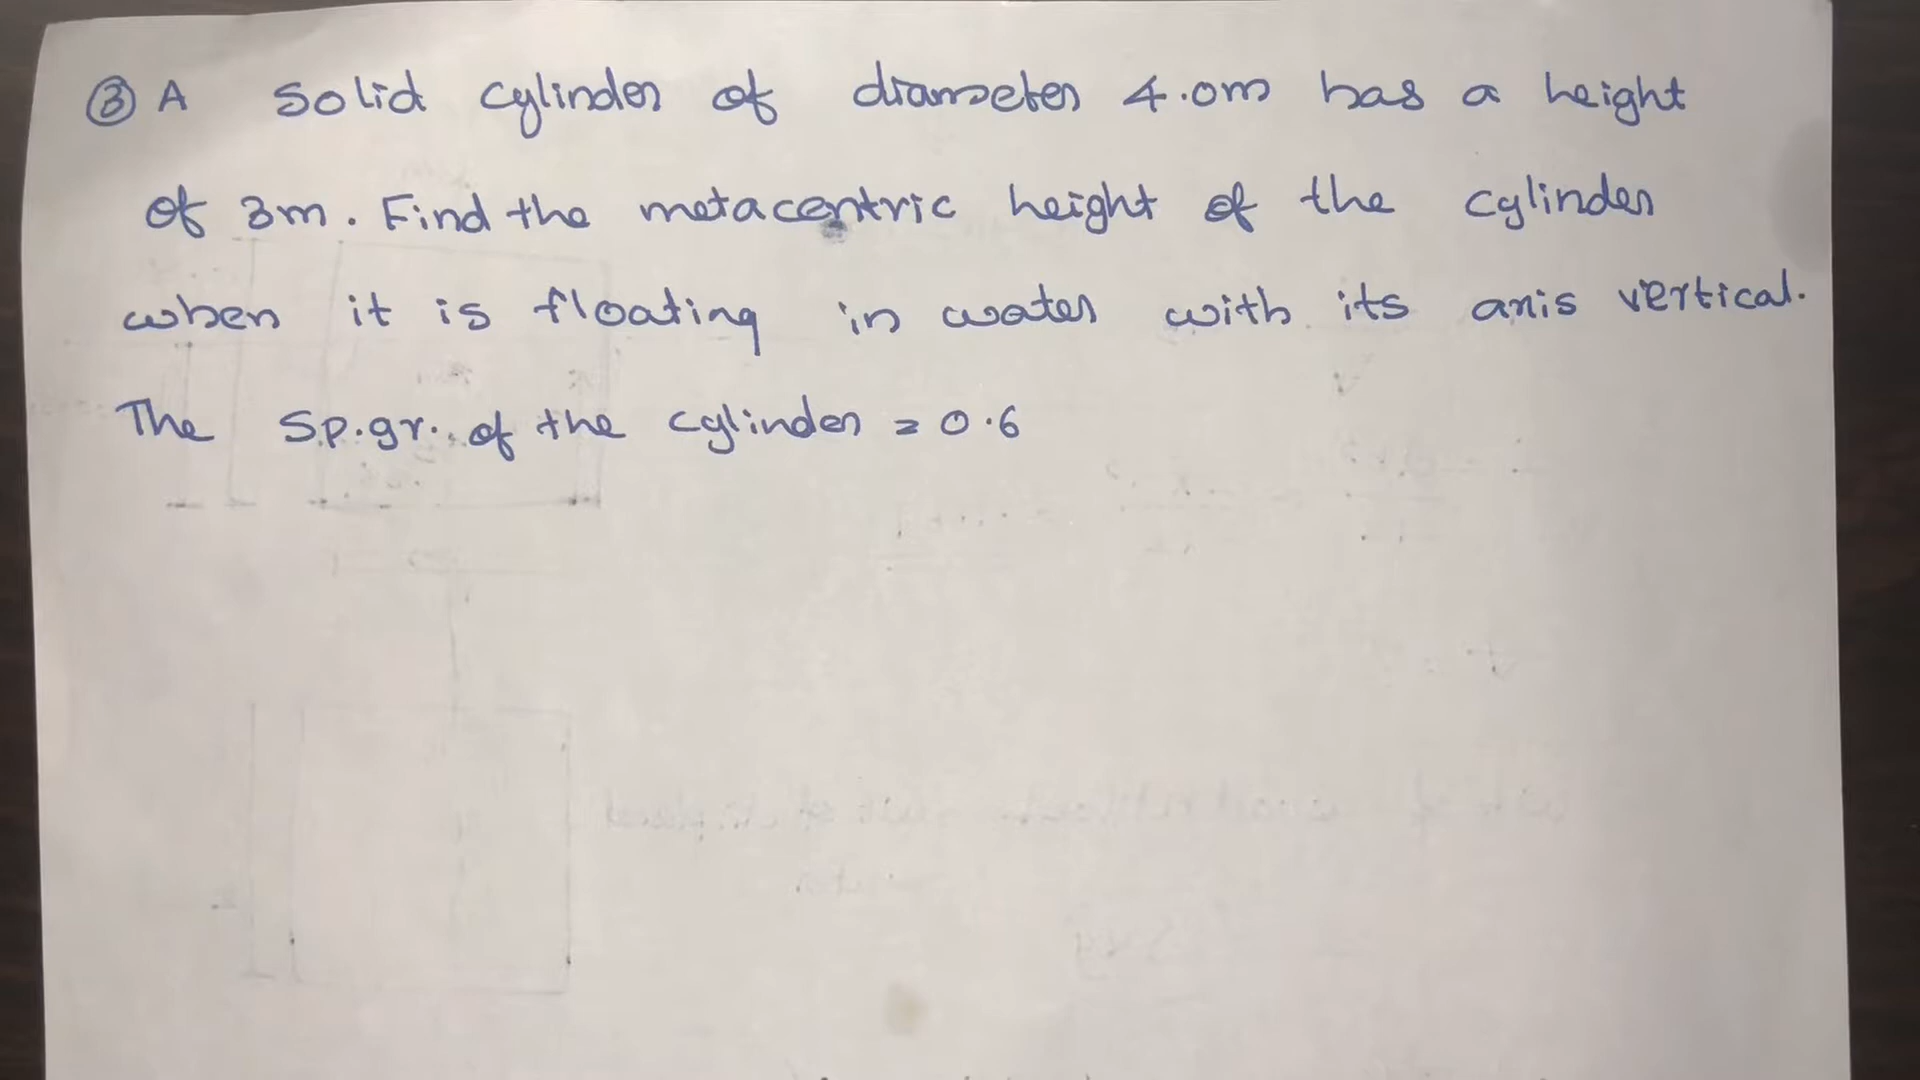 ③ A solid cylinder of diameter 4.0m has a height
of 3m. Find the metacentric height of the cylinder
when it is floating in water with its axis vertical.
The Sp.gr. of the cylinder = 0.6